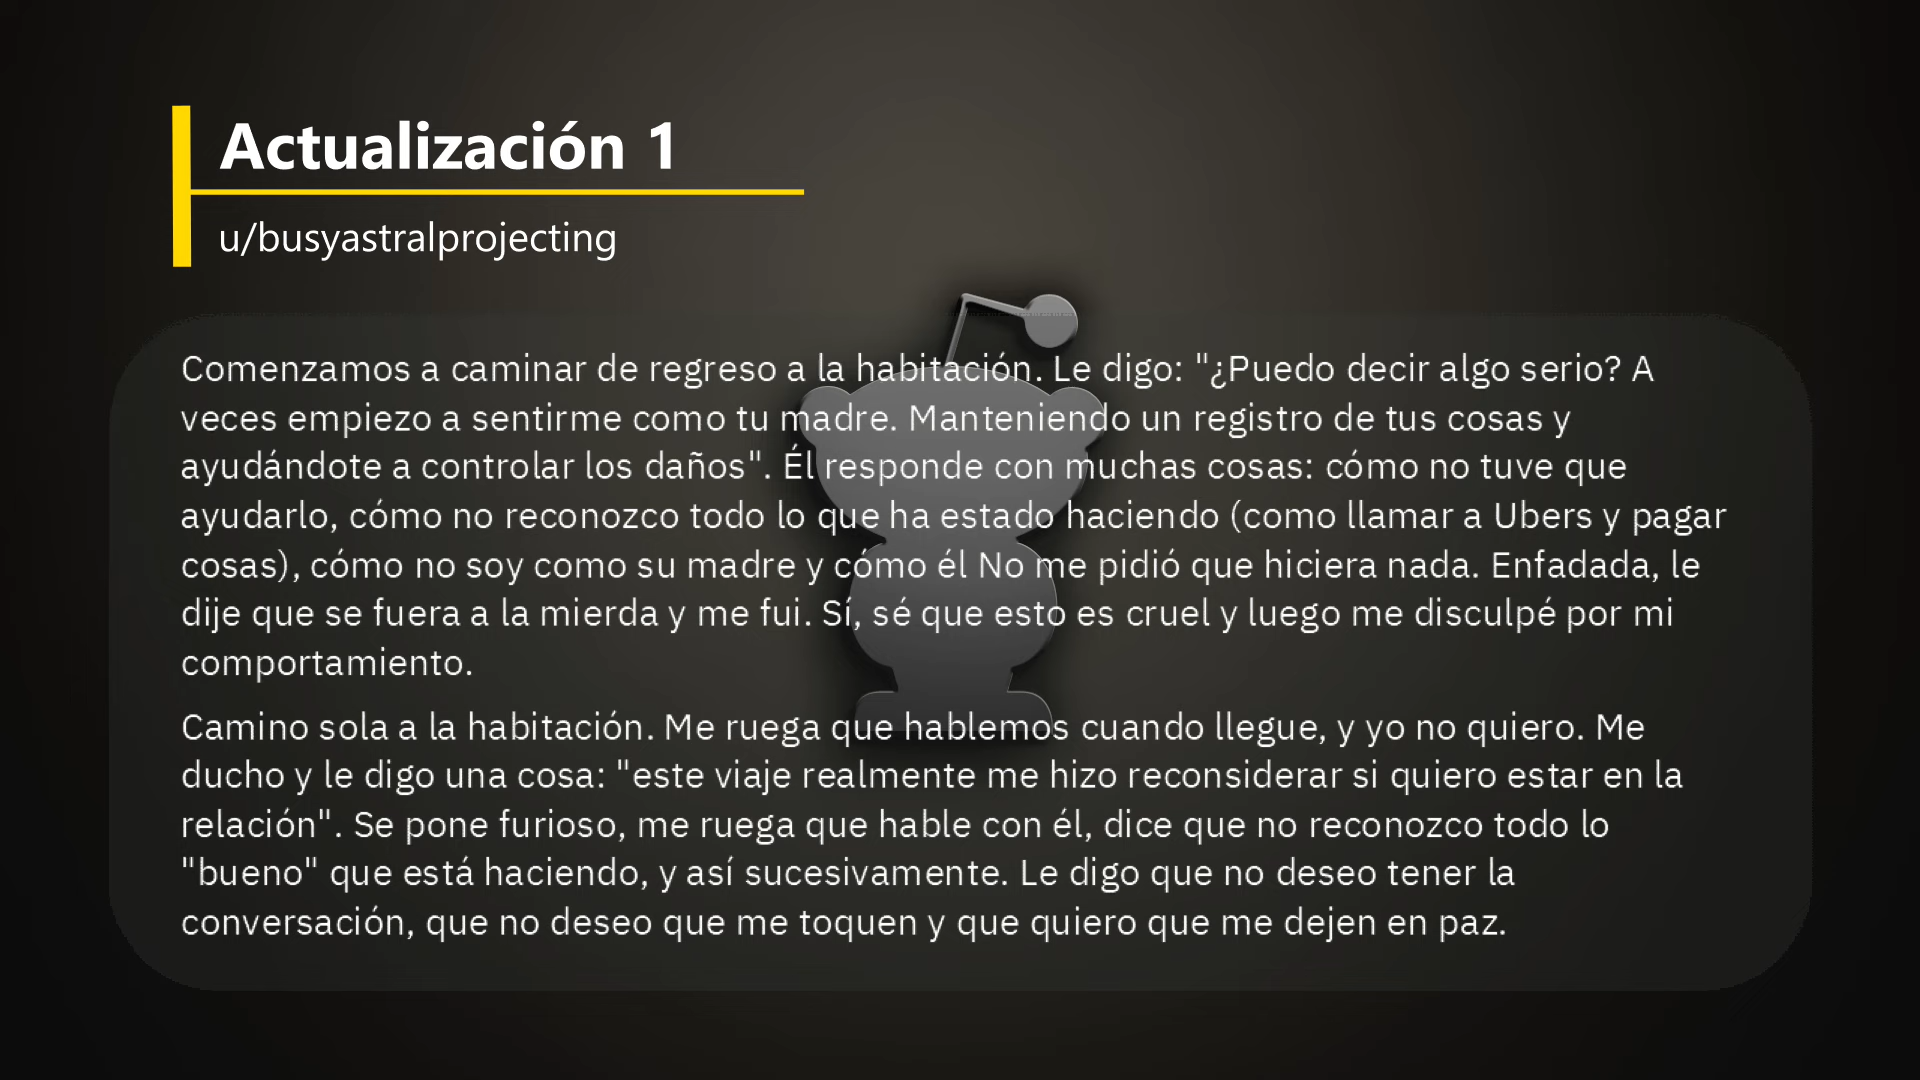 Actualización 1
u/busyastralprojecting
Comenzamos a caminar de regreso a la habitación. Le digo: "¿Puedo decir algo serio? A
veces empiezo a sentirme como tu madre. Manteniendo un registro de tus cosas y
ayudándote a controlar los daños". Él responde con muchas cosas: cómo no tuve que
ayudarlo, cómo no reconozco todo lo que ha estado haciendo (como llamar a Ubers y pagar
cosas), cómo no soy como su madre y cómo él No me pidió que hiciera nada. Enfadada, le
dije que se fuera a la mierda y me fui. Sí, sé que esto es cruel y luego me disculpé por mi
comportamiento.
Camino sola a la habitación. Me ruega que hablemos cuando llegue, y yo no quiero. Me
ducho y le digo una cosa: "este viaje realmente me hizo reconsiderar si quiero estar en la
relación". Se pone furioso, me ruega que hable con él, dice que no reconozco todo lo
"bueno" que está haciendo, y así sucesivamente. Le digo que no deseo tener la
conversación, que no deseo que me toquen y que quiero que me dejen en paz.